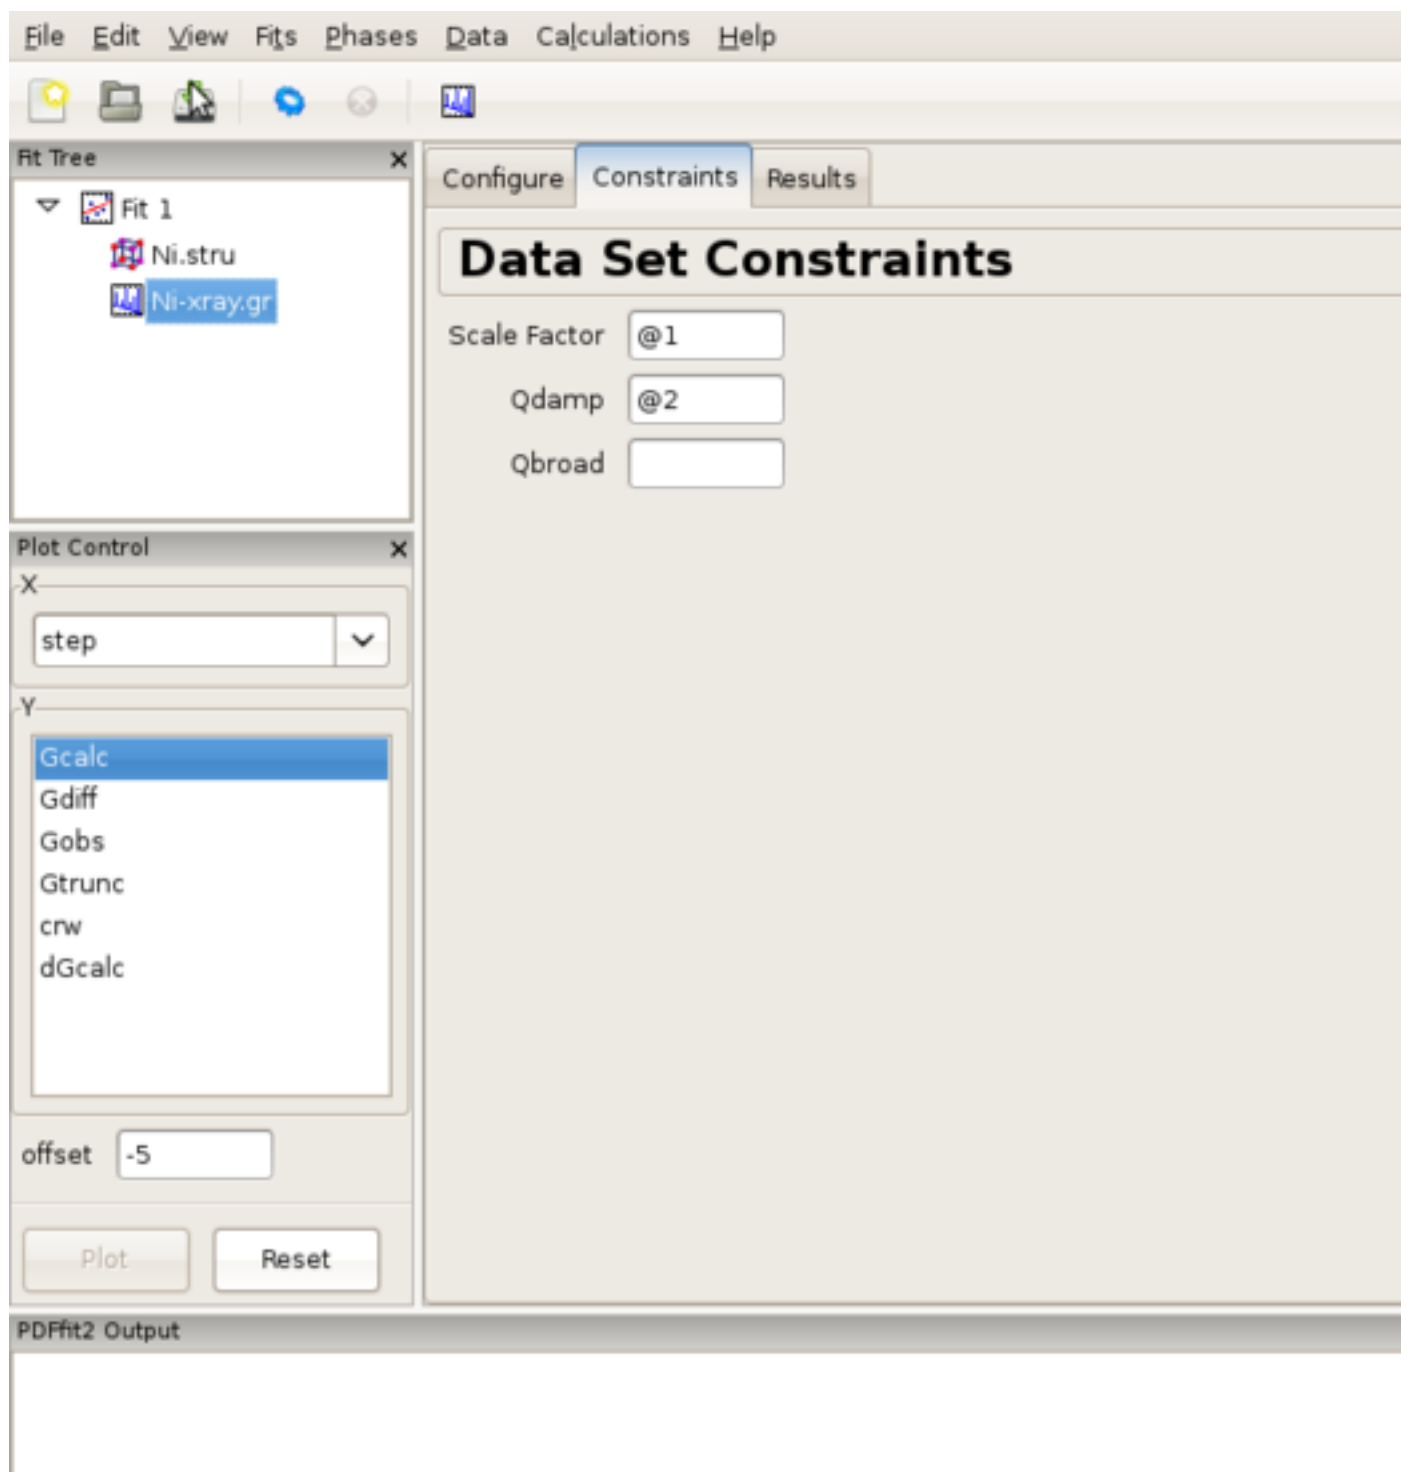 File Edit View Fits Phases Data Calculations Help
Fit Tree
Fit 1
Ni.stru
Ni-xray.gr
Configure Constraints Results
Data Set Constraints
Scale Factor @1
Qdamp @2
Qbroad
Plot Control
X
step
Y
Gcalc
Gdiff
Gobs
Gtrunc
crw
dGcalc
offset -5
Plot Reset
PDFfit2 Output